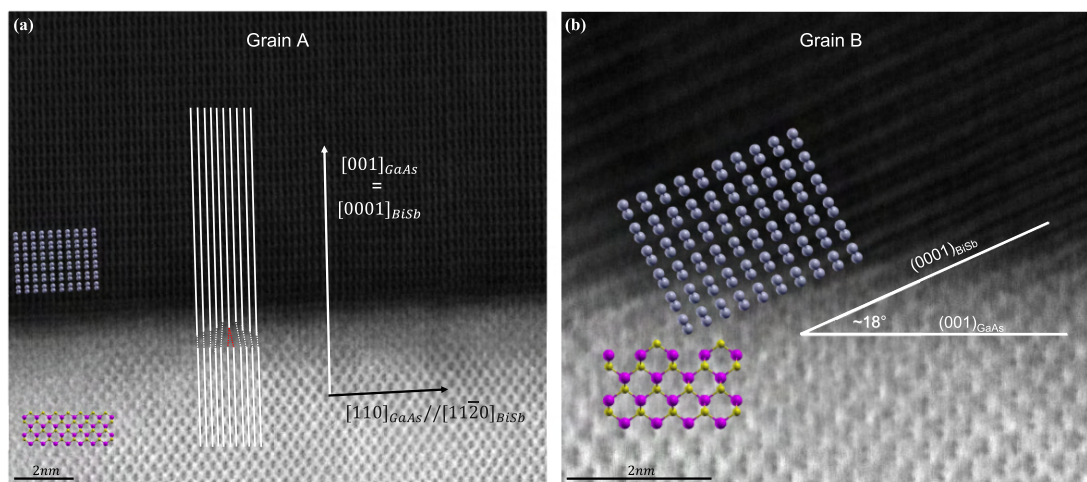 (a)
Grain A
[001]GaAs
=
[0001]BiSb
[110]GaAs//[112̅0]BiSb
2nm
(b)
Grain B
(0001)BiSb
~18°
(001)GaAs
2nm